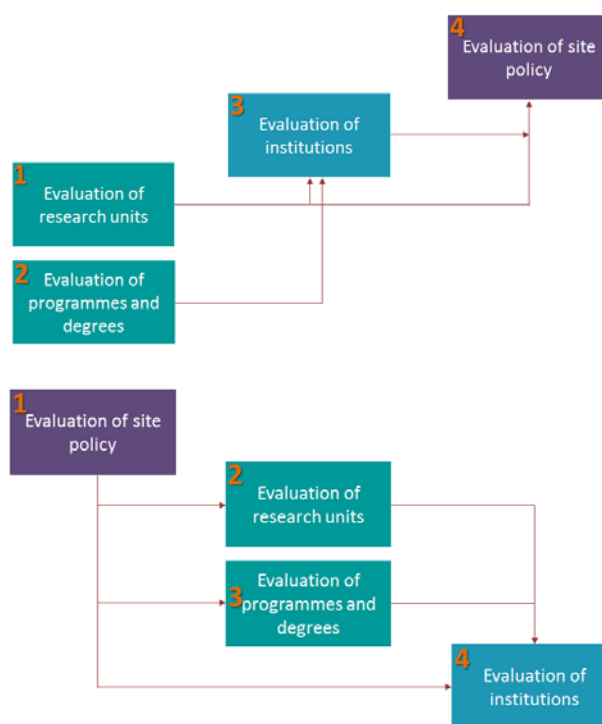 4
Evaluation of site
policy
3
Evaluation of
institutions
1
Evaluation of
research units
2
Evaluation of
programmes and
degrees
1
Evaluation of site
policy
2
Evaluation of
research units
3
Evaluation of
programmes and
degrees
4
Evaluation of
institutions